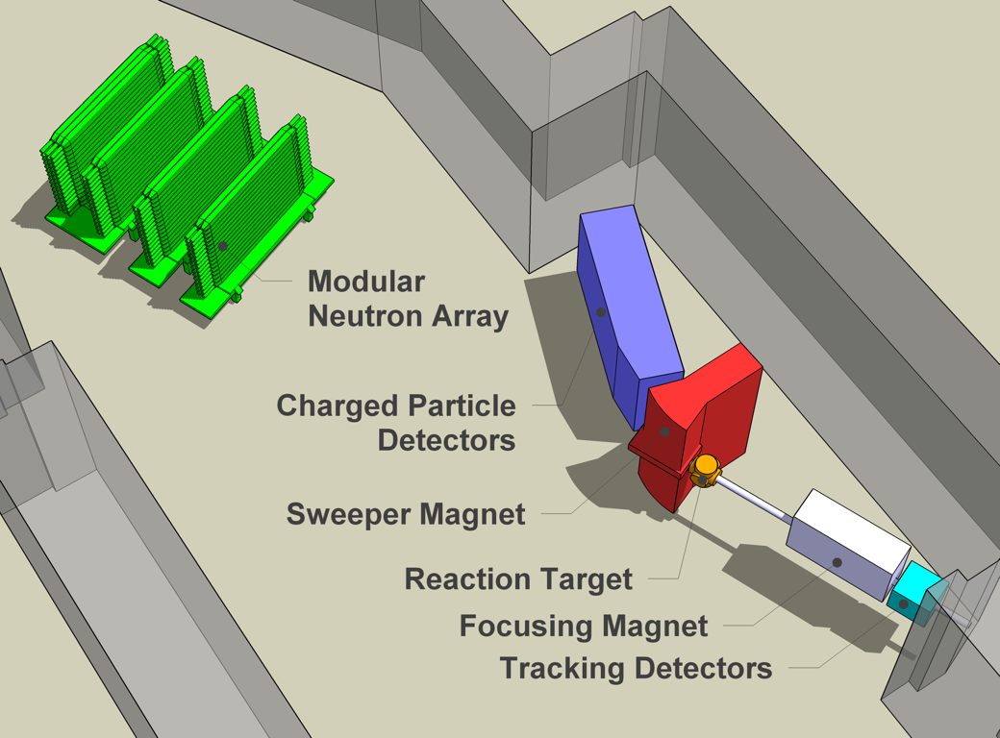 Modular
Neutron Array
Charged Particle
Detectors
Sweeper Magnet
Reaction Target
Focusing Magnet
Tracking Detectors